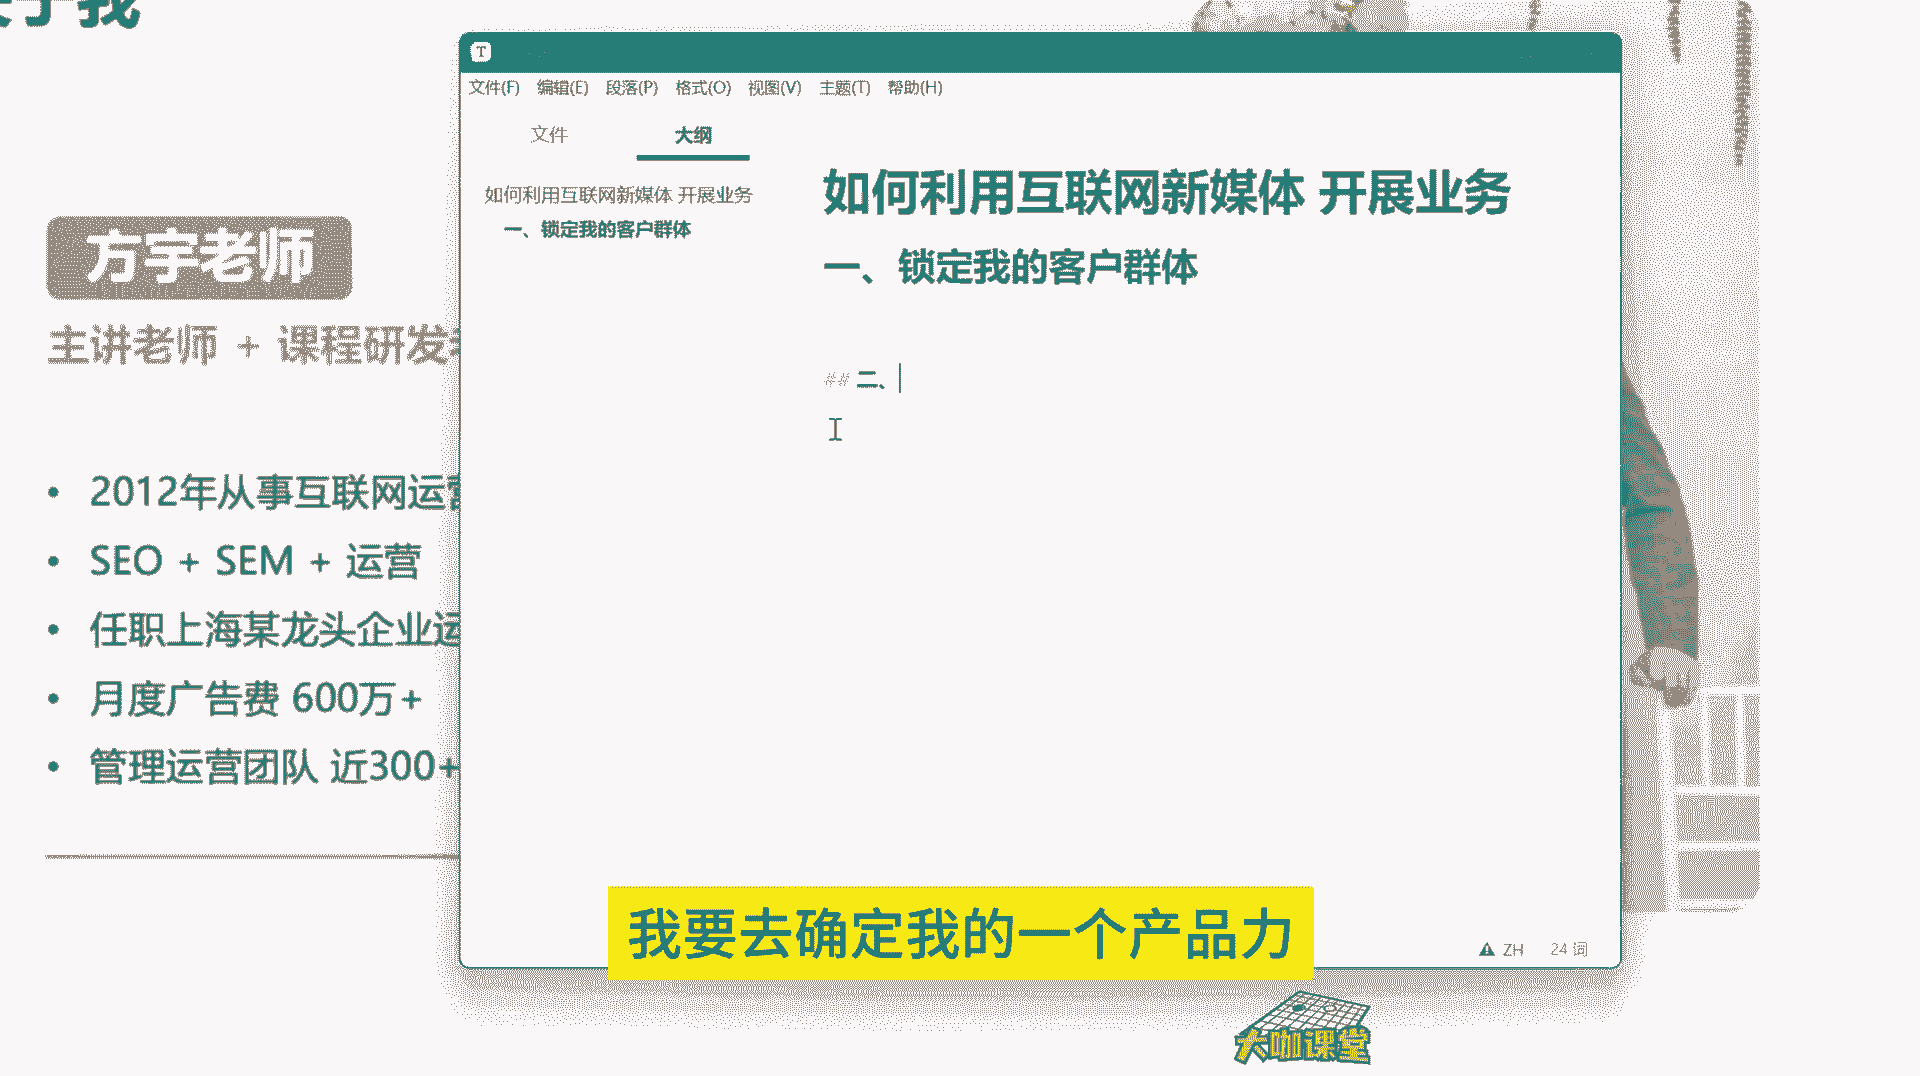 于我
方宇老师
主讲老师 + 课程研发
2012年从事互联网运营
SEO + SEM + 运营
任职上海某龙头企业运
月度广告费 600万+
管理运营团队 近300+
T
文件(F) 编辑(E) 段落(P) 格式(O) 视图(V) 主题(T) 帮助(H)
文件 大纲
如何利用互联网新媒体 开展业务
一、锁定我的客户群体
如何利用互联网新媒体 开展业务
一、锁定我的客户群体
## 二、
ZH 24 词
我要去确定我的一个产品力
大咖课堂